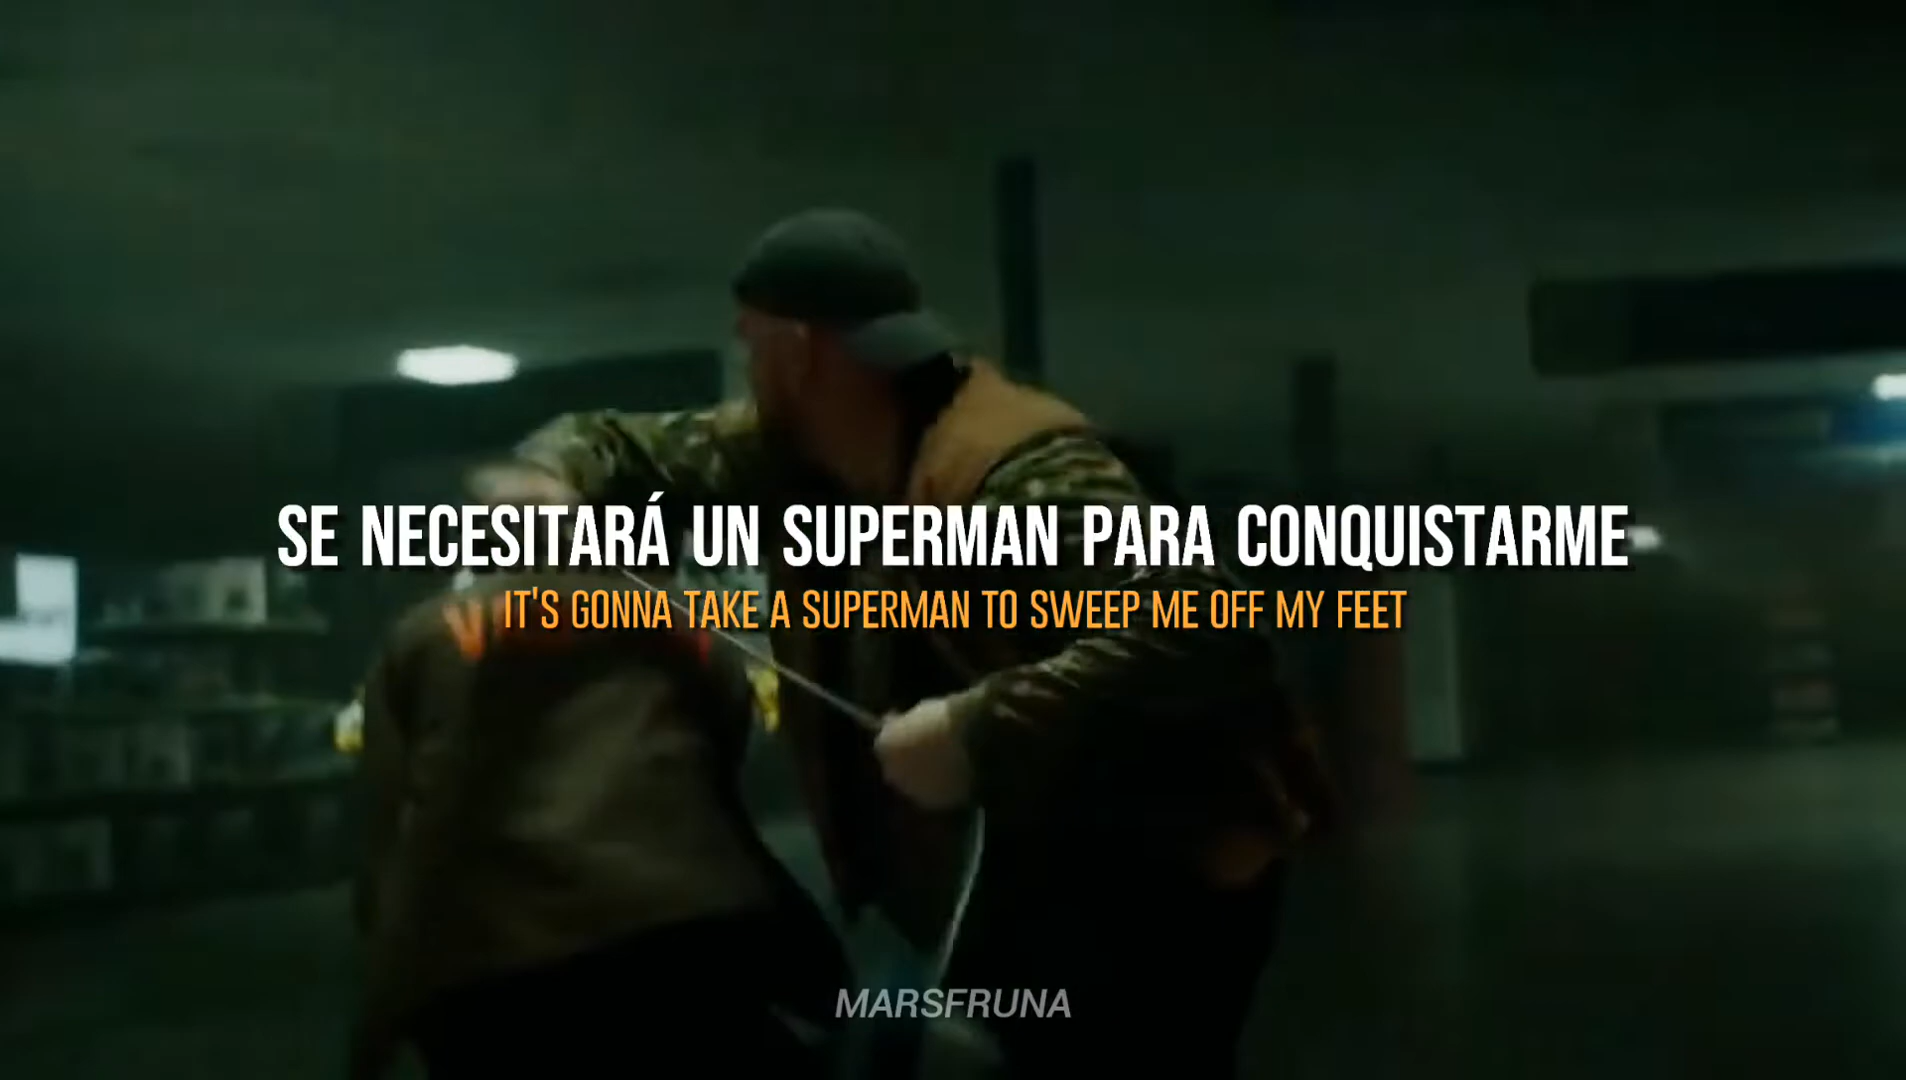 SE NECESITARÁ UN SUPERMAN PARA CONQUISTARME
IT'S GONNA TAKE A SUPERMAN TO SWEEP ME OFF MY FEET
MARSFRUNA